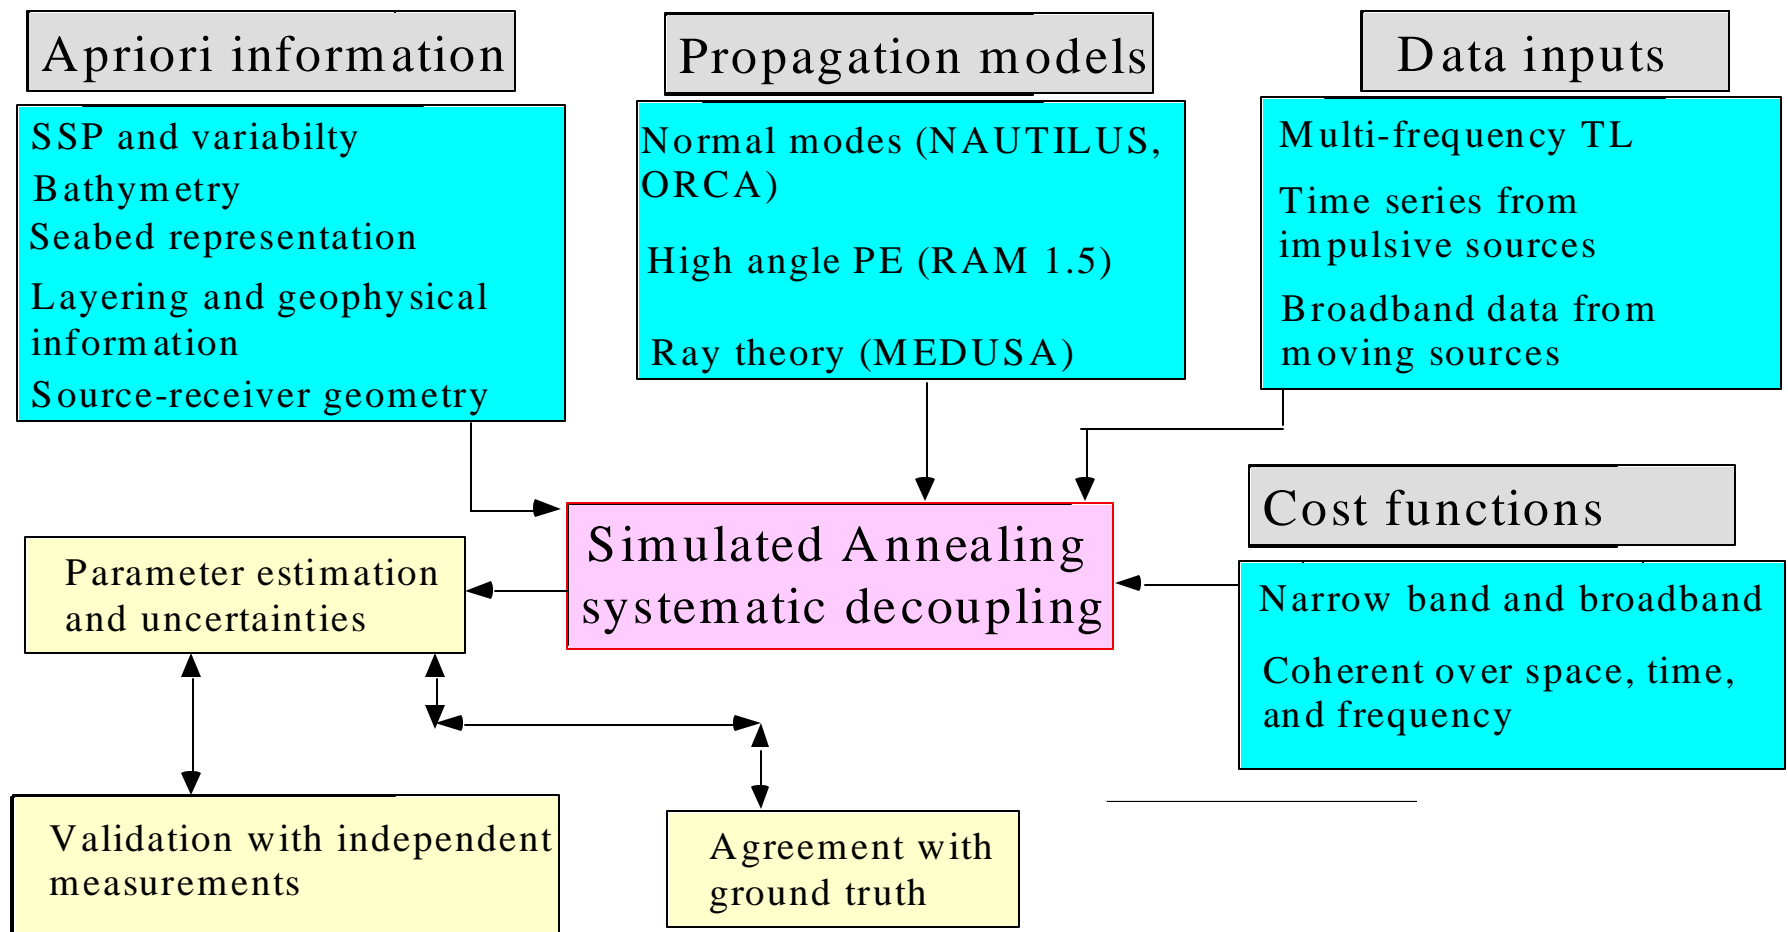 Apriori information
SSP and variabilty
Bathymetry
Seabed representation
Layering and geophysical
information
Source-receiver geometry
Propagation models
Normal modes (NAUTILUS,
ORCA)
High angle PE (RAM 1.5)
Ray theory (MEDUSA)
Data inputs
Multi-frequency TL
Time series from
impulsive sources
Broadband data from
moving sources
Cost functions
Narrow band and broadband
Coherent over space, time,
and frequency
Simulated Annealing
systematic decoupling
Parameter estimation
and uncertainties
Validation with independent
measurements
Agreement with
ground truth